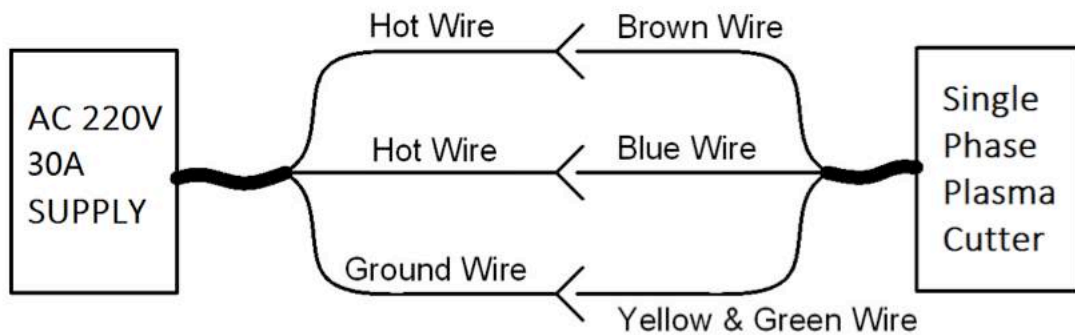 AC 220V
30A
SUPPLY
Hot Wire
Brown Wire
Hot Wire
Blue Wire
Ground Wire
Yellow & Green Wire
Single
Phase
Plasma
Cutter